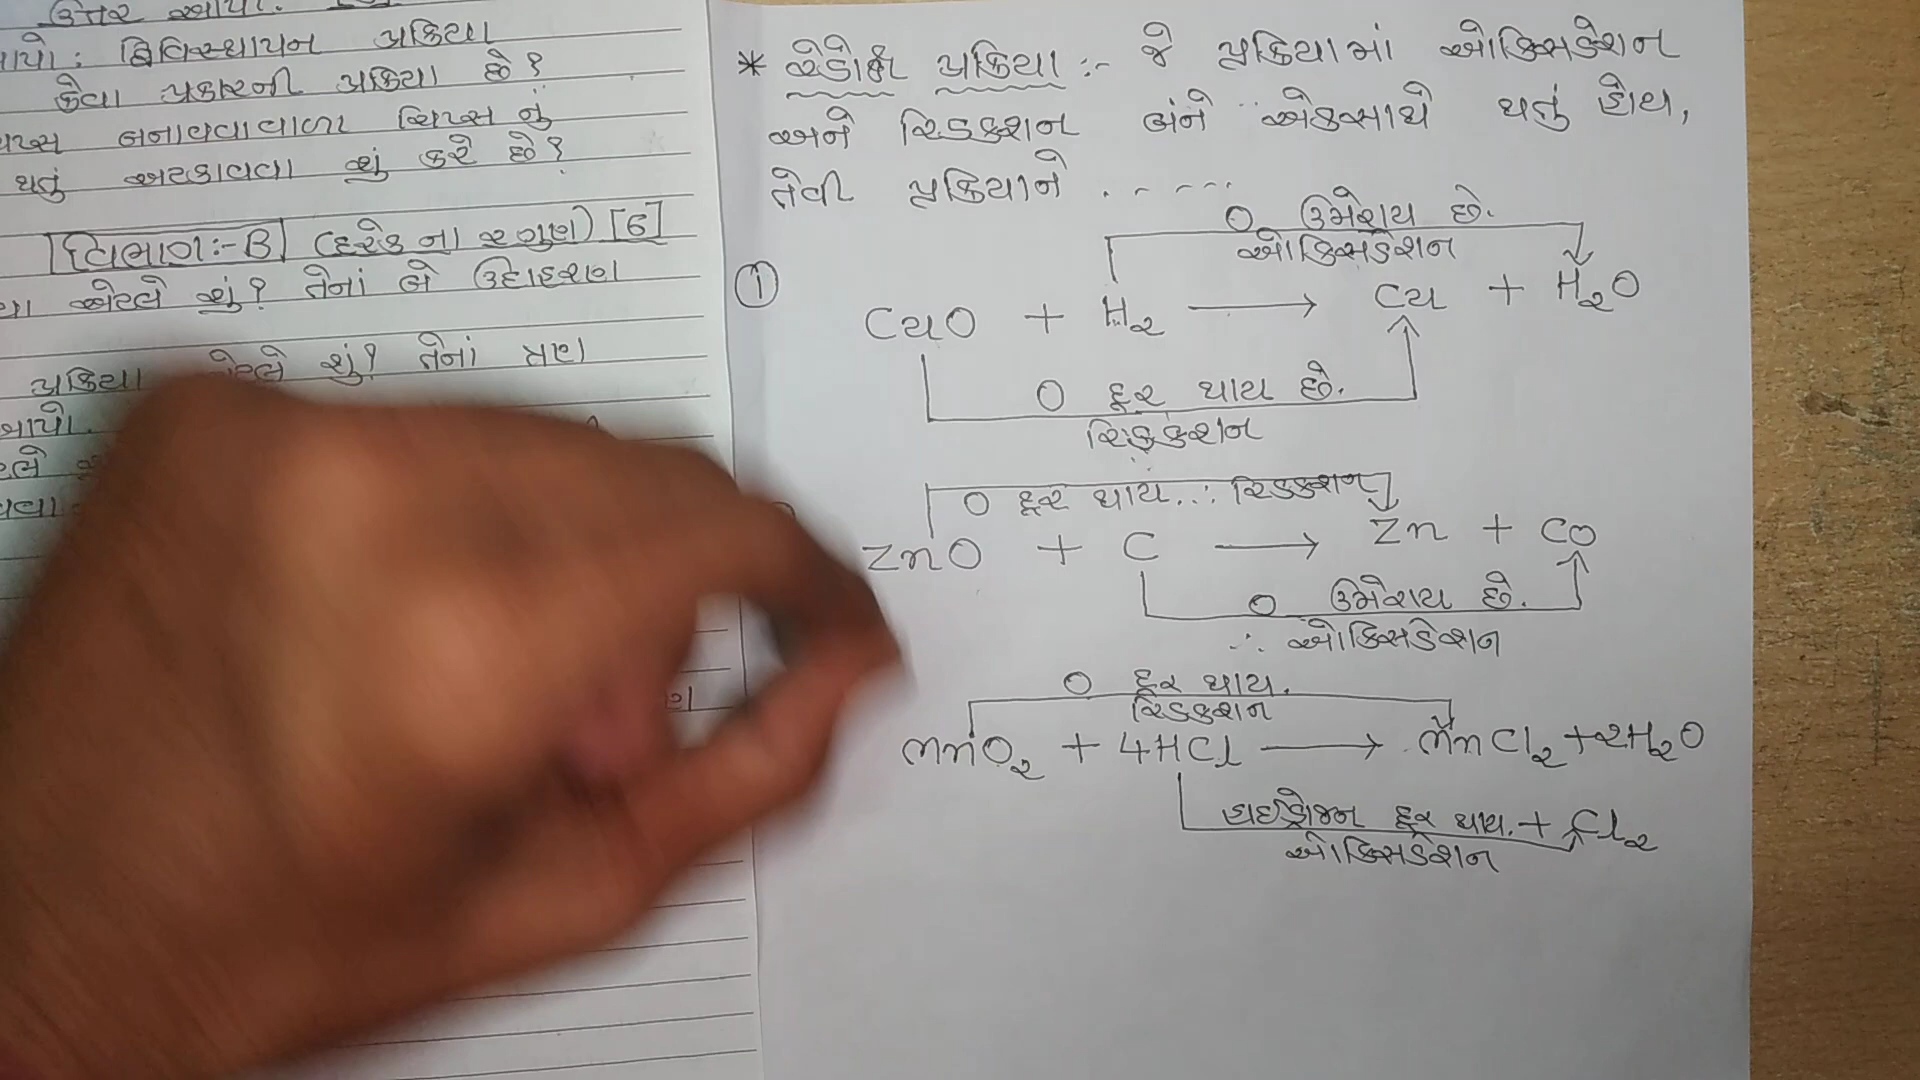 ઉત્તર આપો.
દ્વિવિસ્થાપન પ્રક્રિયા
કેવા પ્રકારની પ્રક્રિયા છે?
બનાવવાવાળા ચિપ્સ નું
થતું અટકાવવા શું કરે છે?
વિભાગ:-B (દરેક ના ૨ ગુણ) [6]
એટલે શું? તેનાં બે ઉદાહરણ
પ્રક્રિયા એટલે શું? તેનાં ત્રણ
* રેડોક્ષ પ્રક્રિયા :- જે પ્રક્રિયામાં ઓક્સિડેશન
અને રિડક્શન બંને એકસાથે થતું હોય,
તેવી પ્રક્રિયાને . - - - -
O ઉમેરાય છે.
ઓક્સિડેશન
① CuO + H₂ ⟶ Cu + H₂O
O દૂર થાય છે.
રિડક્શન
O દૂર થાય. ∴ રિડક્શન
ZnO + C ⟶ Zn + CO
O ઉમેરાય છે.
∴ ઓક્સિડેશન
O દૂર થાય.
રિડક્શન
MnO₂ + 4HCl ⟶ MnCl₂ + 2H₂O
હાઈડ્રોજન દૂર થાય. + Cl₂
ઓક્સિડેશન